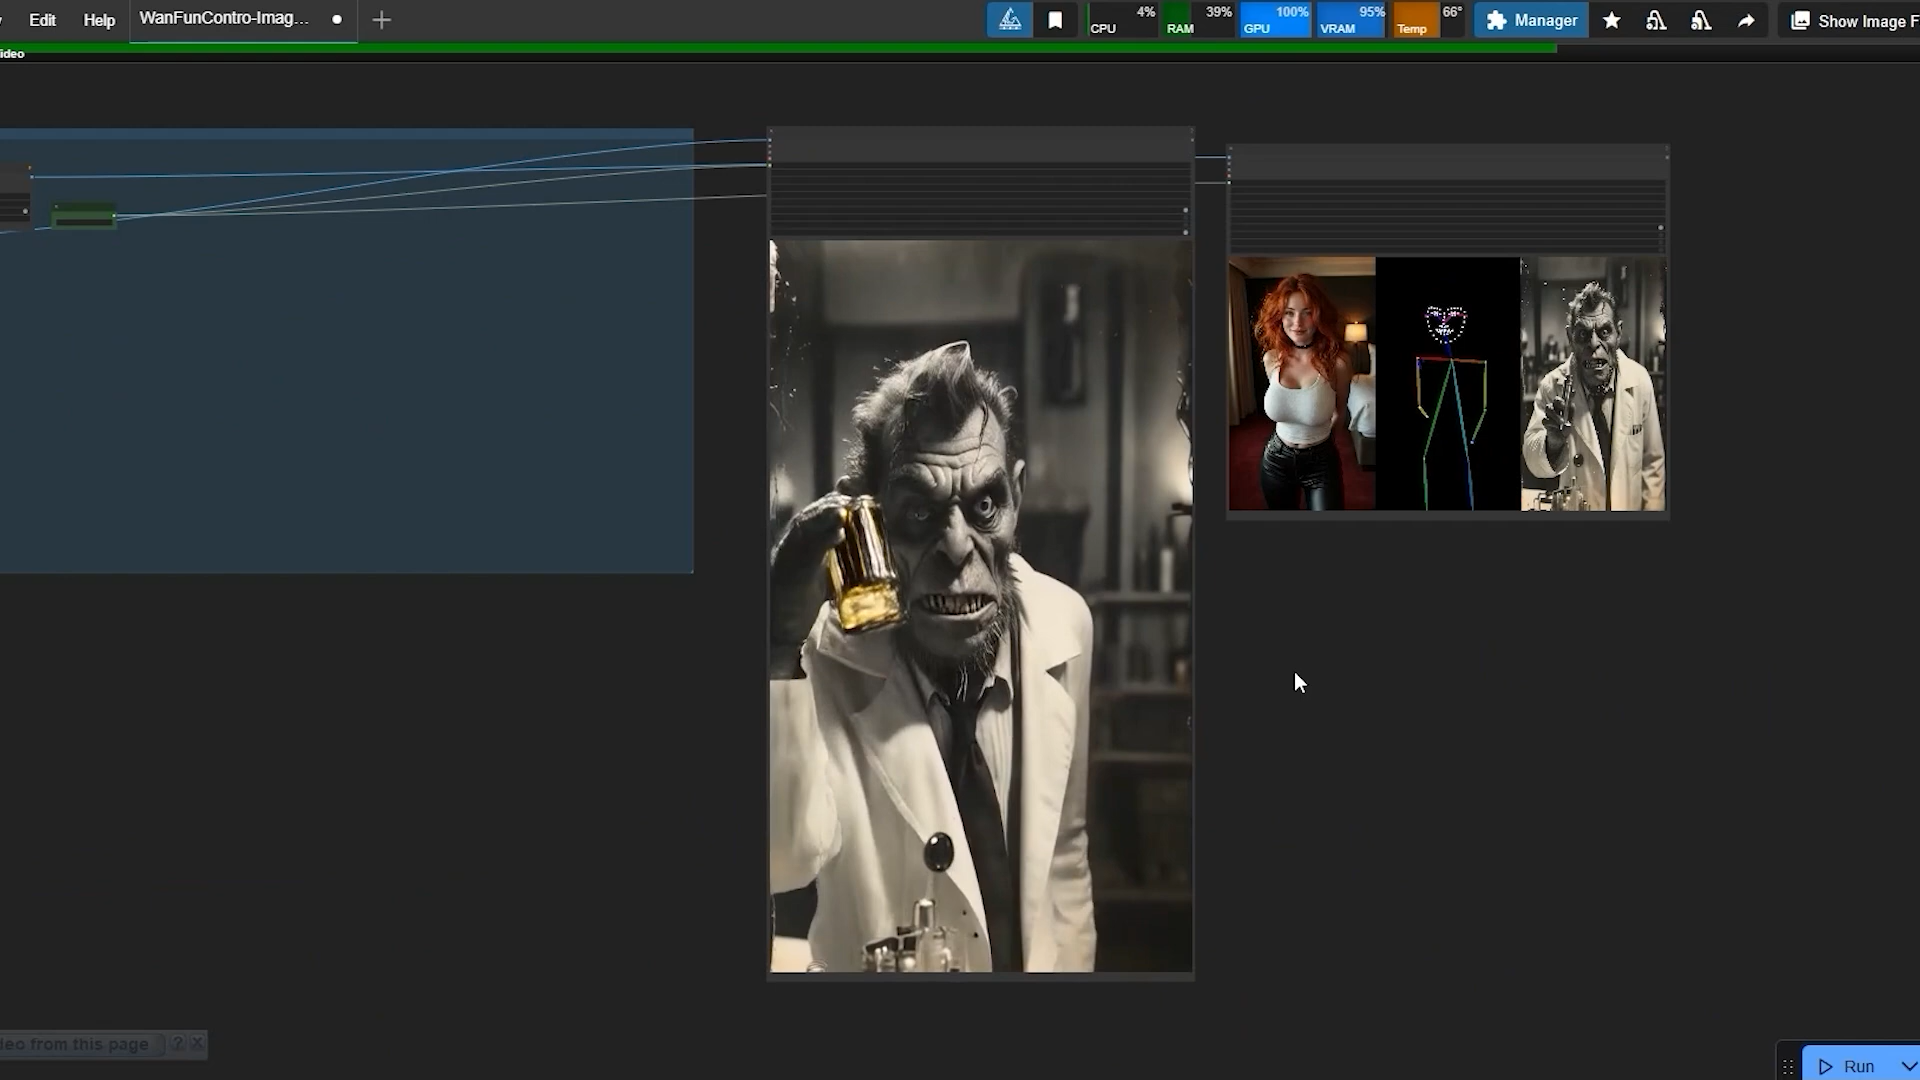 Edit Help WanFunContro-Imag... CPU 4% RAM 39% GPU 100% VRAM 95% Temp 66° Manager Show Image F
ideo
deo from this page ? X
Run